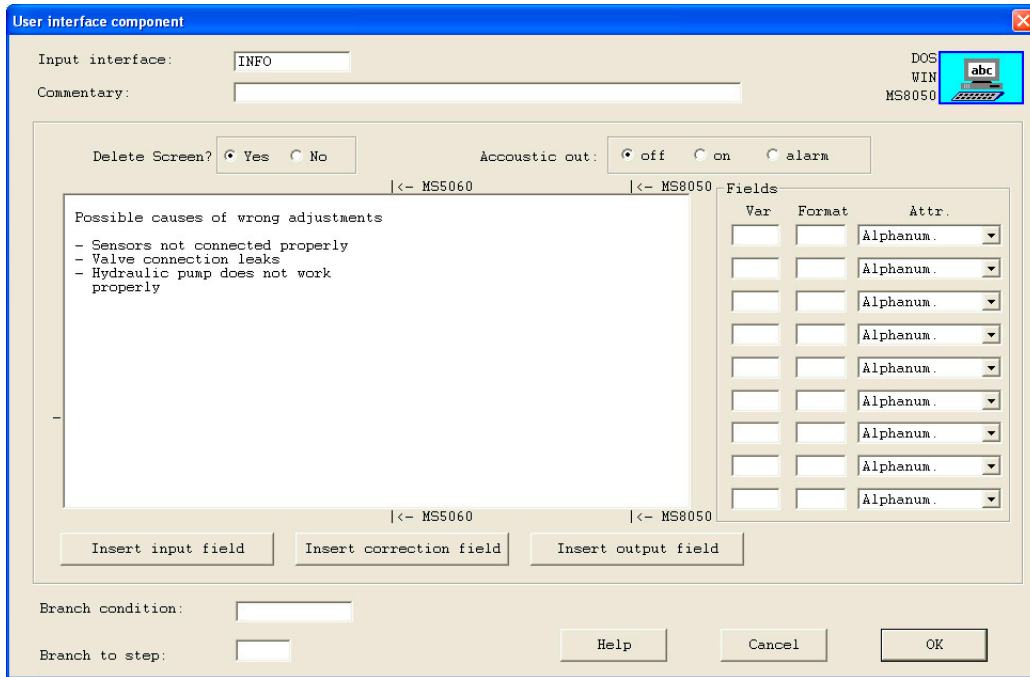 User interface component
Input interface: INFO
DOS
WIN
MS8050
abc
Commentary:
Delete Screen? Yes No
Accoustic out: off on alarm
|<- MS5060 |<- MS8050
Possible causes of wrong adjustments
- Sensors not connected properly
- Valve connection leaks
- Hydraulic pump does not work
properly
Fields
Var Format Attr.
Alphanum.
Alphanum.
Alphanum.
Alphanum.
Alphanum.
Alphanum.
Alphanum.
Alphanum.
Alphanum.
|<- MS5060 |<- MS8050
Insert input field Insert correction field Insert output field
Branch condition:
Branch to step:
Help Cancel OK